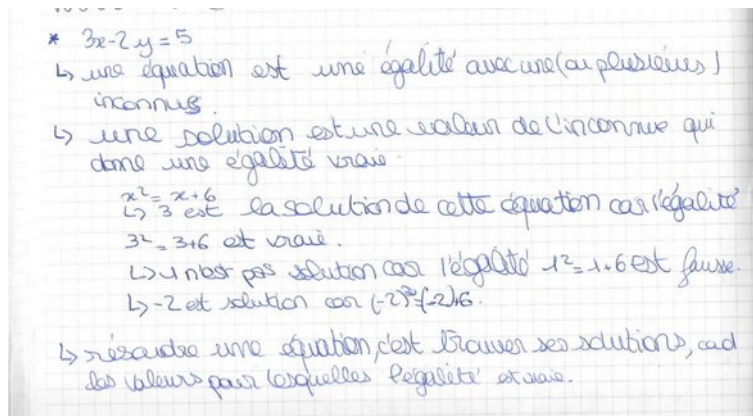 * 3x-2y=5
↳ une équation est une égalité avec une (ou plusieurs)
inconnus.
↳ une solution est une valeur de l'inconnue qui
done une égalité vraie.
x² = x+6
↳ 3 est la solution de cette équation car l'égalité
3² = 3+6 est vraie.
↳ 1 n'est pas solution car l'égalité 1² = 1+6 est fausse.
↳ -2 est solution car (-2)² = (-2)+6.
↳ résoudre une équation, c'est trouver ses solutions, cad
les valeurs pour lesquelles l'égalité est vraie.